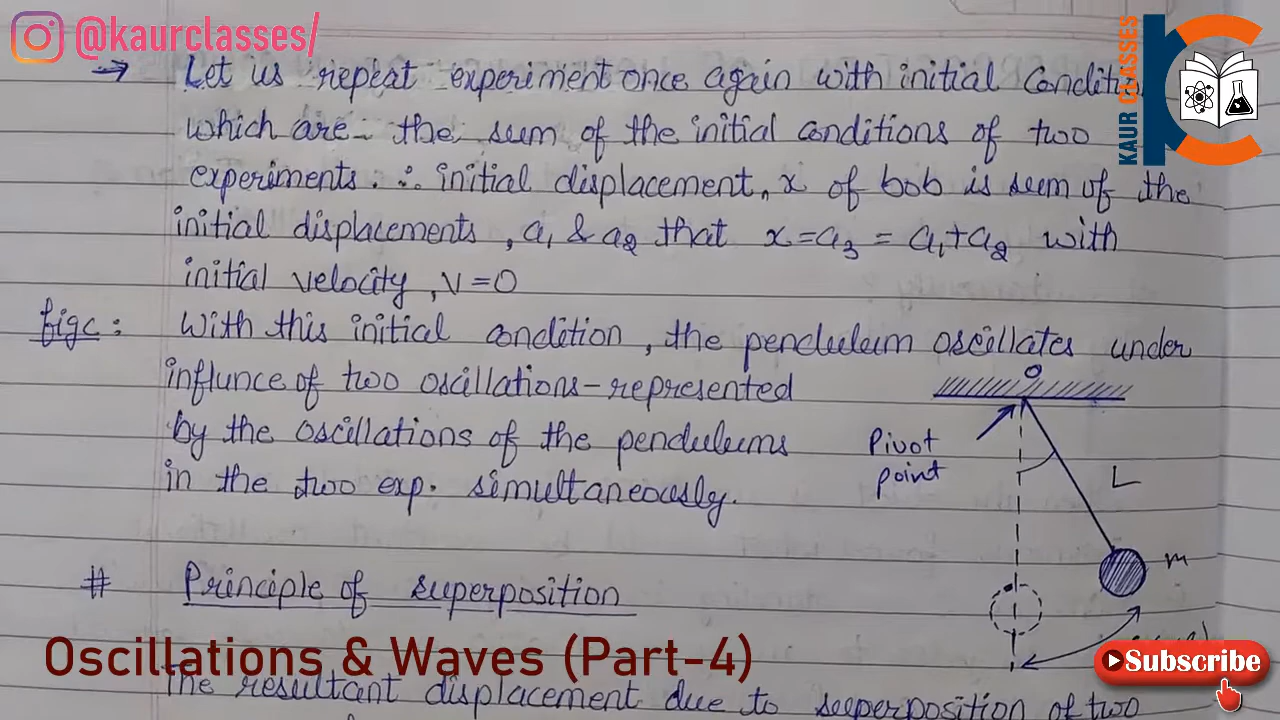 @kaurclasses/
KAUR CLASSES
→ Let us repeat experiment once again with initial Conditio
which are the sum of the initial conditions of two
experiments. ∴ initial displacement, x of bob is sum of the
initial displacements, a₁ & a₂ that x = a₃ = a₁+a₂ with
initial velocity, v=0
fig c: With this initial condition, the pendulum oscillates under
influnce of two oscillations - represented
by the oscillations of the pendulums
in the two exp. simultaneously.
O
Pivot
point
L
m
# Principle of superposition
Oscillations & Waves (Part-4)
Subscribe
The resultant displacement due to superposition of two